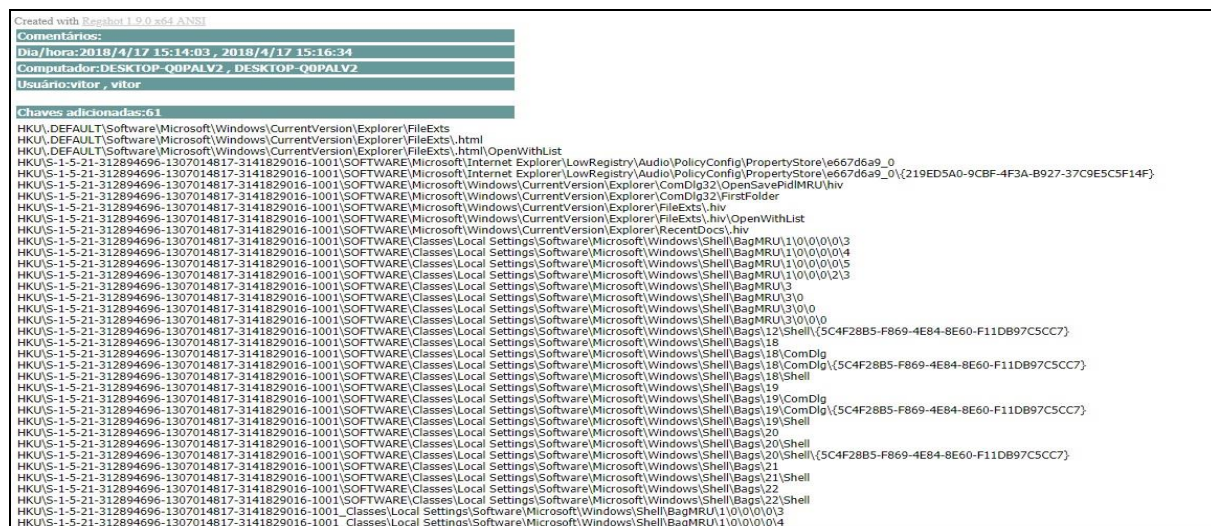 Created with Regshot 1.9.0 x64 ANSI
Comentários:
Dia/hora:2018/4/17 15:14:03 , 2018/4/17 15:16:34
Computador:DESKTOP-Q0PALV2 , DESKTOP-Q0PALV2
Usuário:vitor , vitor
Chaves adicionadas:61
HKU\.DEFAULT\Software\Microsoft\Windows\CurrentVersion\Explorer\FileExts
HKU\.DEFAULT\Software\Microsoft\Windows\CurrentVersion\Explorer\FileExts\.html
HKU\.DEFAULT\Software\Microsoft\Windows\CurrentVersion\Explorer\FileExts\.html\OpenWithList
HKU\S-1-5-21-312894696-1307014817-3141829016-1001\SOFTWARE\Microsoft\Internet Explorer\LowRegistry\Audio\PolicyConfig\PropertyStore\e667d6a9_0
HKU\S-1-5-21-312894696-1307014817-3141829016-1001\SOFTWARE\Microsoft\Internet Explorer\LowRegistry\Audio\PolicyConfig\PropertyStore\e667d6a9_0\{219ED5A0-9CBF-4F3A-B927-37C9E5C5F14F}
HKU\S-1-5-21-312894696-1307014817-3141829016-1001\SOFTWARE\Microsoft\Windows\CurrentVersion\Explorer\ComDlg32\OpenSavePidlMRU\hiv
HKU\S-1-5-21-312894696-1307014817-3141829016-1001\SOFTWARE\Microsoft\Windows\CurrentVersion\Explorer\ComDlg32\FirstFolder
HKU\S-1-5-21-312894696-1307014817-3141829016-1001\SOFTWARE\Microsoft\Windows\CurrentVersion\Explorer\FileExts\.hiv
HKU\S-1-5-21-312894696-1307014817-3141829016-1001\SOFTWARE\Microsoft\Windows\CurrentVersion\Explorer\FileExts\.hiv\OpenWithList
HKU\S-1-5-21-312894696-1307014817-3141829016-1001\SOFTWARE\Microsoft\Windows\CurrentVersion\Explorer\RecentDocs\.hiv
HKU\S-1-5-21-312894696-1307014817-3141829016-1001\SOFTWARE\Classes\Local Settings\Software\Microsoft\Windows\Shell\BagMRU\1\0\0\0\0\3
HKU\S-1-5-21-312894696-1307014817-3141829016-1001\SOFTWARE\Classes\Local Settings\Software\Microsoft\Windows\Shell\BagMRU\1\0\0\0\0\4
HKU\S-1-5-21-312894696-1307014817-3141829016-1001\SOFTWARE\Classes\Local Settings\Software\Microsoft\Windows\Shell\BagMRU\1\0\0\0\0\5
HKU\S-1-5-21-312894696-1307014817-3141829016-1001\SOFTWARE\Classes\Local Settings\Software\Microsoft\Windows\Shell\BagMRU\1\0\0\0\2\3
HKU\S-1-5-21-312894696-1307014817-3141829016-1001\SOFTWARE\Classes\Local Settings\Software\Microsoft\Windows\Shell\BagMRU\3
HKU\S-1-5-21-312894696-1307014817-3141829016-1001\SOFTWARE\Classes\Local Settings\Software\Microsoft\Windows\Shell\BagMRU\3\0
HKU\S-1-5-21-312894696-1307014817-3141829016-1001\SOFTWARE\Classes\Local Settings\Software\Microsoft\Windows\Shell\BagMRU\3\0\0
HKU\S-1-5-21-312894696-1307014817-3141829016-1001\SOFTWARE\Classes\Local Settings\Software\Microsoft\Windows\Shell\BagMRU\3\0\0\0
HKU\S-1-5-21-312894696-1307014817-3141829016-1001\SOFTWARE\Classes\Local Settings\Software\Microsoft\Windows\Shell\Bags\12\Shell\{5C4F28B5-F869-4E84-8E60-F11DB97C5CC7}
HKU\S-1-5-21-312894696-1307014817-3141829016-1001\SOFTWARE\Classes\Local Settings\Software\Microsoft\Windows\Shell\Bags\18
HKU\S-1-5-21-312894696-1307014817-3141829016-1001\SOFTWARE\Classes\Local Settings\Software\Microsoft\Windows\Shell\Bags\18\ComDlg
HKU\S-1-5-21-312894696-1307014817-3141829016-1001\SOFTWARE\Classes\Local Settings\Software\Microsoft\Windows\Shell\Bags\18\ComDlg\{5C4F28B5-F869-4E84-8E60-F11DB97C5CC7}
HKU\S-1-5-21-312894696-1307014817-3141829016-1001\SOFTWARE\Classes\Local Settings\Software\Microsoft\Windows\Shell\Bags\18\Shell
HKU\S-1-5-21-312894696-1307014817-3141829016-1001\SOFTWARE\Classes\Local Settings\Software\Microsoft\Windows\Shell\Bags\19
HKU\S-1-5-21-312894696-1307014817-3141829016-1001\SOFTWARE\Classes\Local Settings\Software\Microsoft\Windows\Shell\Bags\19\ComDlg
HKU\S-1-5-21-312894696-1307014817-3141829016-1001\SOFTWARE\Classes\Local Settings\Software\Microsoft\Windows\Shell\Bags\19\ComDlg\{5C4F28B5-F869-4E84-8E60-F11DB97C5CC7}
HKU\S-1-5-21-312894696-1307014817-3141829016-1001\SOFTWARE\Classes\Local Settings\Software\Microsoft\Windows\Shell\Bags\19\Shell
HKU\S-1-5-21-312894696-1307014817-3141829016-1001\SOFTWARE\Classes\Local Settings\Software\Microsoft\Windows\Shell\Bags\20
HKU\S-1-5-21-312894696-1307014817-3141829016-1001\SOFTWARE\Classes\Local Settings\Software\Microsoft\Windows\Shell\Bags\20\Shell
HKU\S-1-5-21-312894696-1307014817-3141829016-1001\SOFTWARE\Classes\Local Settings\Software\Microsoft\Windows\Shell\Bags\20\Shell\{5C4F28B5-F869-4E84-8E60-F11DB97C5CC7}
HKU\S-1-5-21-312894696-1307014817-3141829016-1001\SOFTWARE\Classes\Local Settings\Software\Microsoft\Windows\Shell\Bags\21
HKU\S-1-5-21-312894696-1307014817-3141829016-1001\SOFTWARE\Classes\Local Settings\Software\Microsoft\Windows\Shell\Bags\21\Shell
HKU\S-1-5-21-312894696-1307014817-3141829016-1001\SOFTWARE\Classes\Local Settings\Software\Microsoft\Windows\Shell\Bags\22
HKU\S-1-5-21-312894696-1307014817-3141829016-1001\SOFTWARE\Classes\Local Settings\Software\Microsoft\Windows\Shell\Bags\22\Shell
HKU\S-1-5-21-312894696-1307014817-3141829016-1001_Classes\Local Settings\Software\Microsoft\Windows\Shell\BagMRU\1\0\0\0\0\3
HKU\S-1-5-21-312894696-1307014817-3141829016-1001_Classes\Local Settings\Software\Microsoft\Windows\Shell\BagMRU\1\0\0\0\0\4